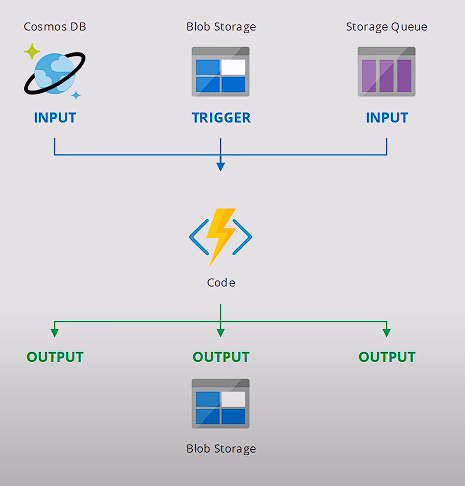 Cosmos DB
Blob Storage
Storage Queue
INPUT
TRIGGER
INPUT
Code
OUTPUT
OUTPUT
OUTPUT
Blob Storage